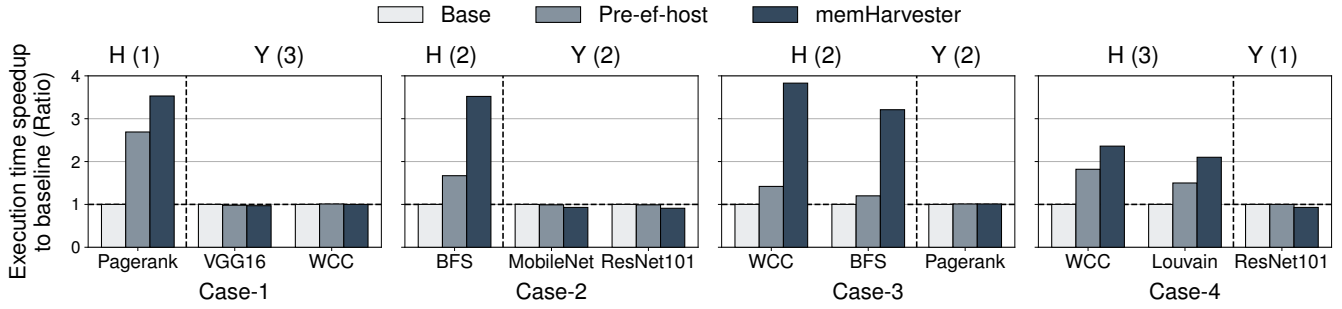 Base Pre-ef-host memHarvester
H (1) Y (3) H (2) Y (2) H (2) Y (2) H (3) Y (1)
Execution time speedup
to baseline (Ratio)
4
3
2
1
0
Pagerank VGG16 WCC BFS MobileNet ResNet101 WCC BFS Pagerank WCC Louvain ResNet101
Case-1 Case-2 Case-3 Case-4